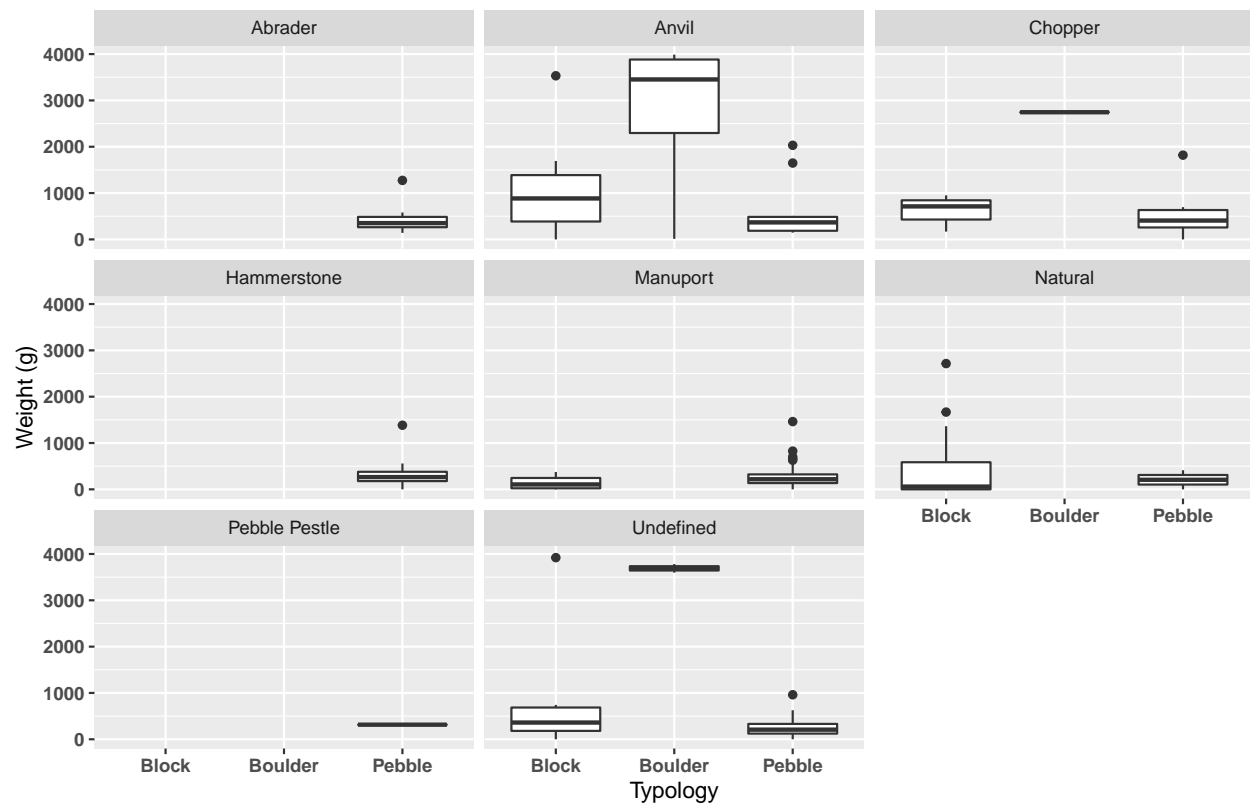 Abrader Anvil Chopper
4000
3000
2000
1000
0
Hammerstone Manuport Natural
4000
3000
2000
1000
0
Block Boulder Pebble
Pebble Pestle Undefined
4000
3000
2000
1000
0
Block Boulder Pebble Block Boulder Pebble
Typology
Weight (g)